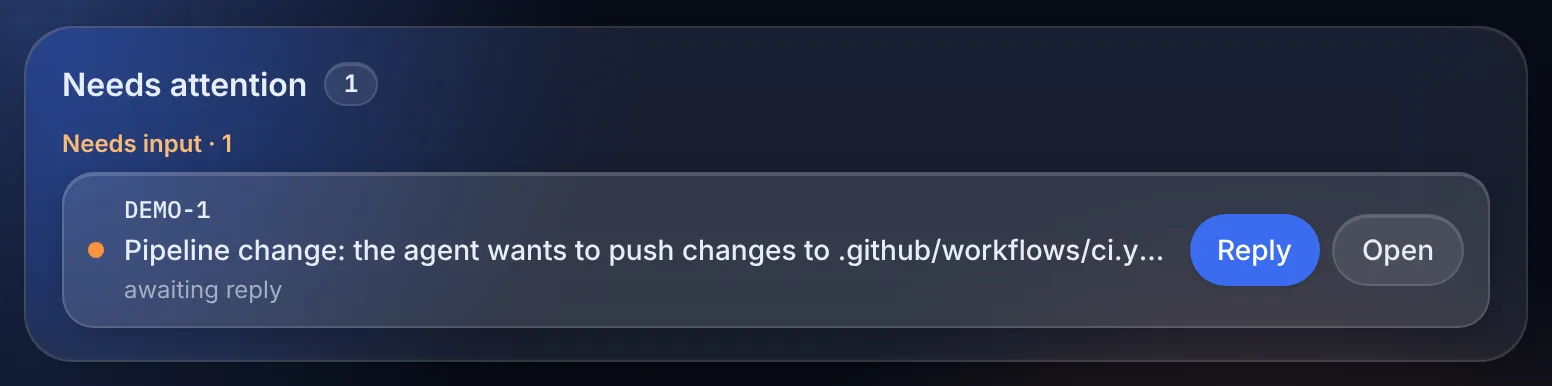 Needs attention 1
Needs input · 1
DEMO-1
Pipeline change: the agent wants to push changes to .github/workflows/ci.y...
Reply
Open
awaiting reply